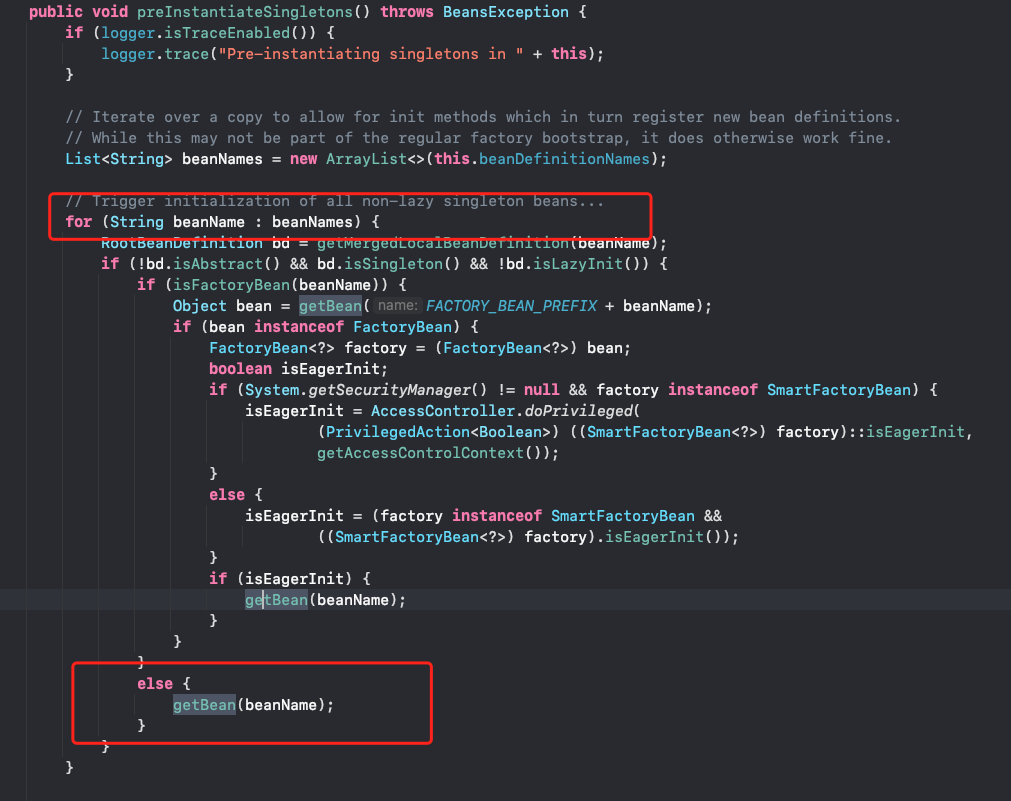 public void preInstantiateSingletons() throws BeansException {
if (logger.isTraceEnabled()) {
logger.trace("Pre-instantiating singletons in " + this);
}
// Iterate over a copy to allow for init methods which in turn register new bean definitions.
// While this may not be part of the regular factory bootstrap, it does otherwise work fine.
List<String> beanNames = new ArrayList<>(this.beanDefinitionNames);
// Trigger initialization of all non-lazy singleton beans...
for (String beanName : beanNames) {
RootBeanDefinition bd = getMergedLocalBeanDefinition(beanName);
if (!bd.isAbstract() && bd.isSingleton() && !bd.isLazyInit()) {
if (isFactoryBean(beanName)) {
Object bean = getBean( name: FACTORY_BEAN_PREFIX + beanName);
if (bean instanceof FactoryBean) {
FactoryBean<?> factory = (FactoryBean<?>) bean;
boolean isEagerInit;
if (System.getSecurityManager() != null && factory instanceof SmartFactoryBean) {
isEagerInit = AccessController.doPrivileged(
(PrivilegedAction<Boolean>) ((SmartFactoryBean<?>) factory)::isEagerInit,
getAccessControlContext());
}
else {
isEagerInit = (factory instanceof SmartFactoryBean &&
((SmartFactoryBean<?>) factory).isEagerInit());
}
if (isEagerInit) {
getBean(beanName);
}
}
}
else {
getBean(beanName);
}
}
}